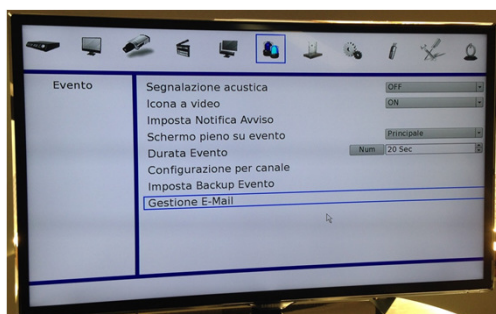 Evento
Segnalazione acustica OFF
Icona a video ON
Imposta Notifica Avviso
Schermo pieno su evento Principale
Durata Evento Num 20 Sec
Configurazione per canale
Imposta Backup Evento
Gestione E-Mail